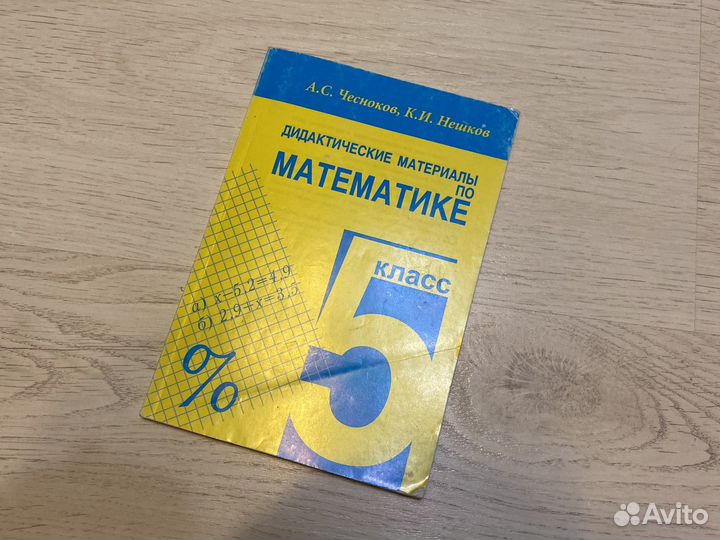 А.С. Чесноков, К.И. Нешков
ДИДАКТИЧЕСКИЕ МАТЕРИАЛЫ
ПО
МАТЕМАТИКЕ
5
класс
а) x=5,2=4,9
б) 2,9+x=3,5
%
Avito